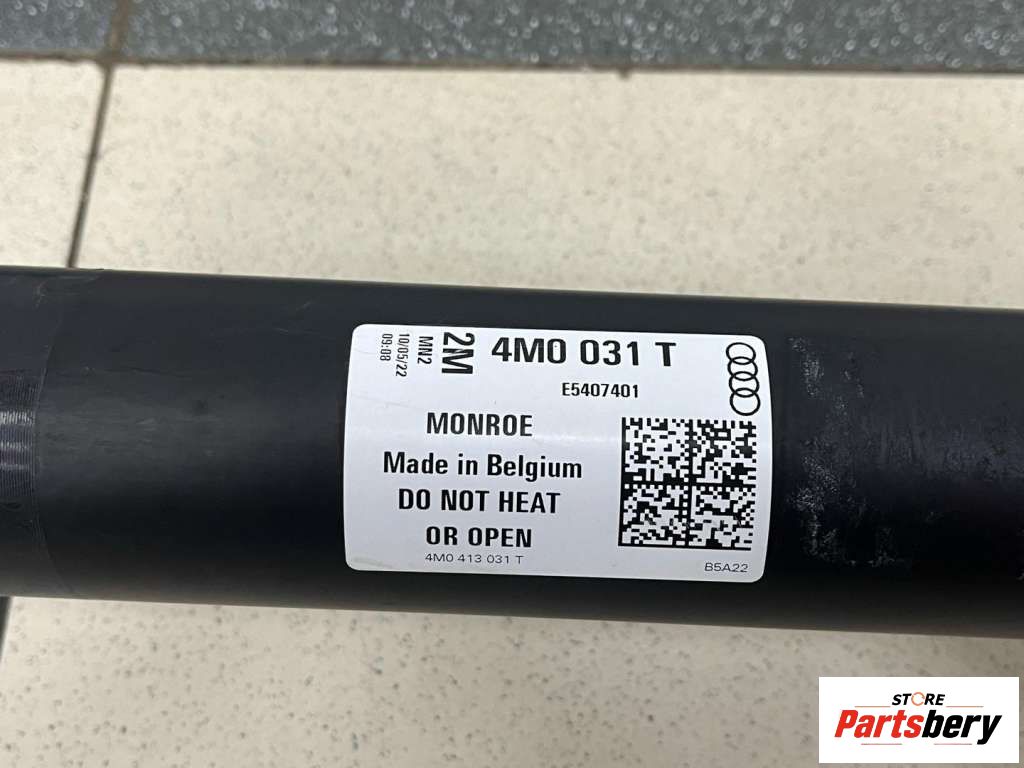 2M 4M0 031 T
MN2
10/05/22
09:08
E5407401
MONROE
Made in Belgium
DO NOT HEAT
OR OPEN
4M0 413 031 T
B5A22
STORE
Partsbery